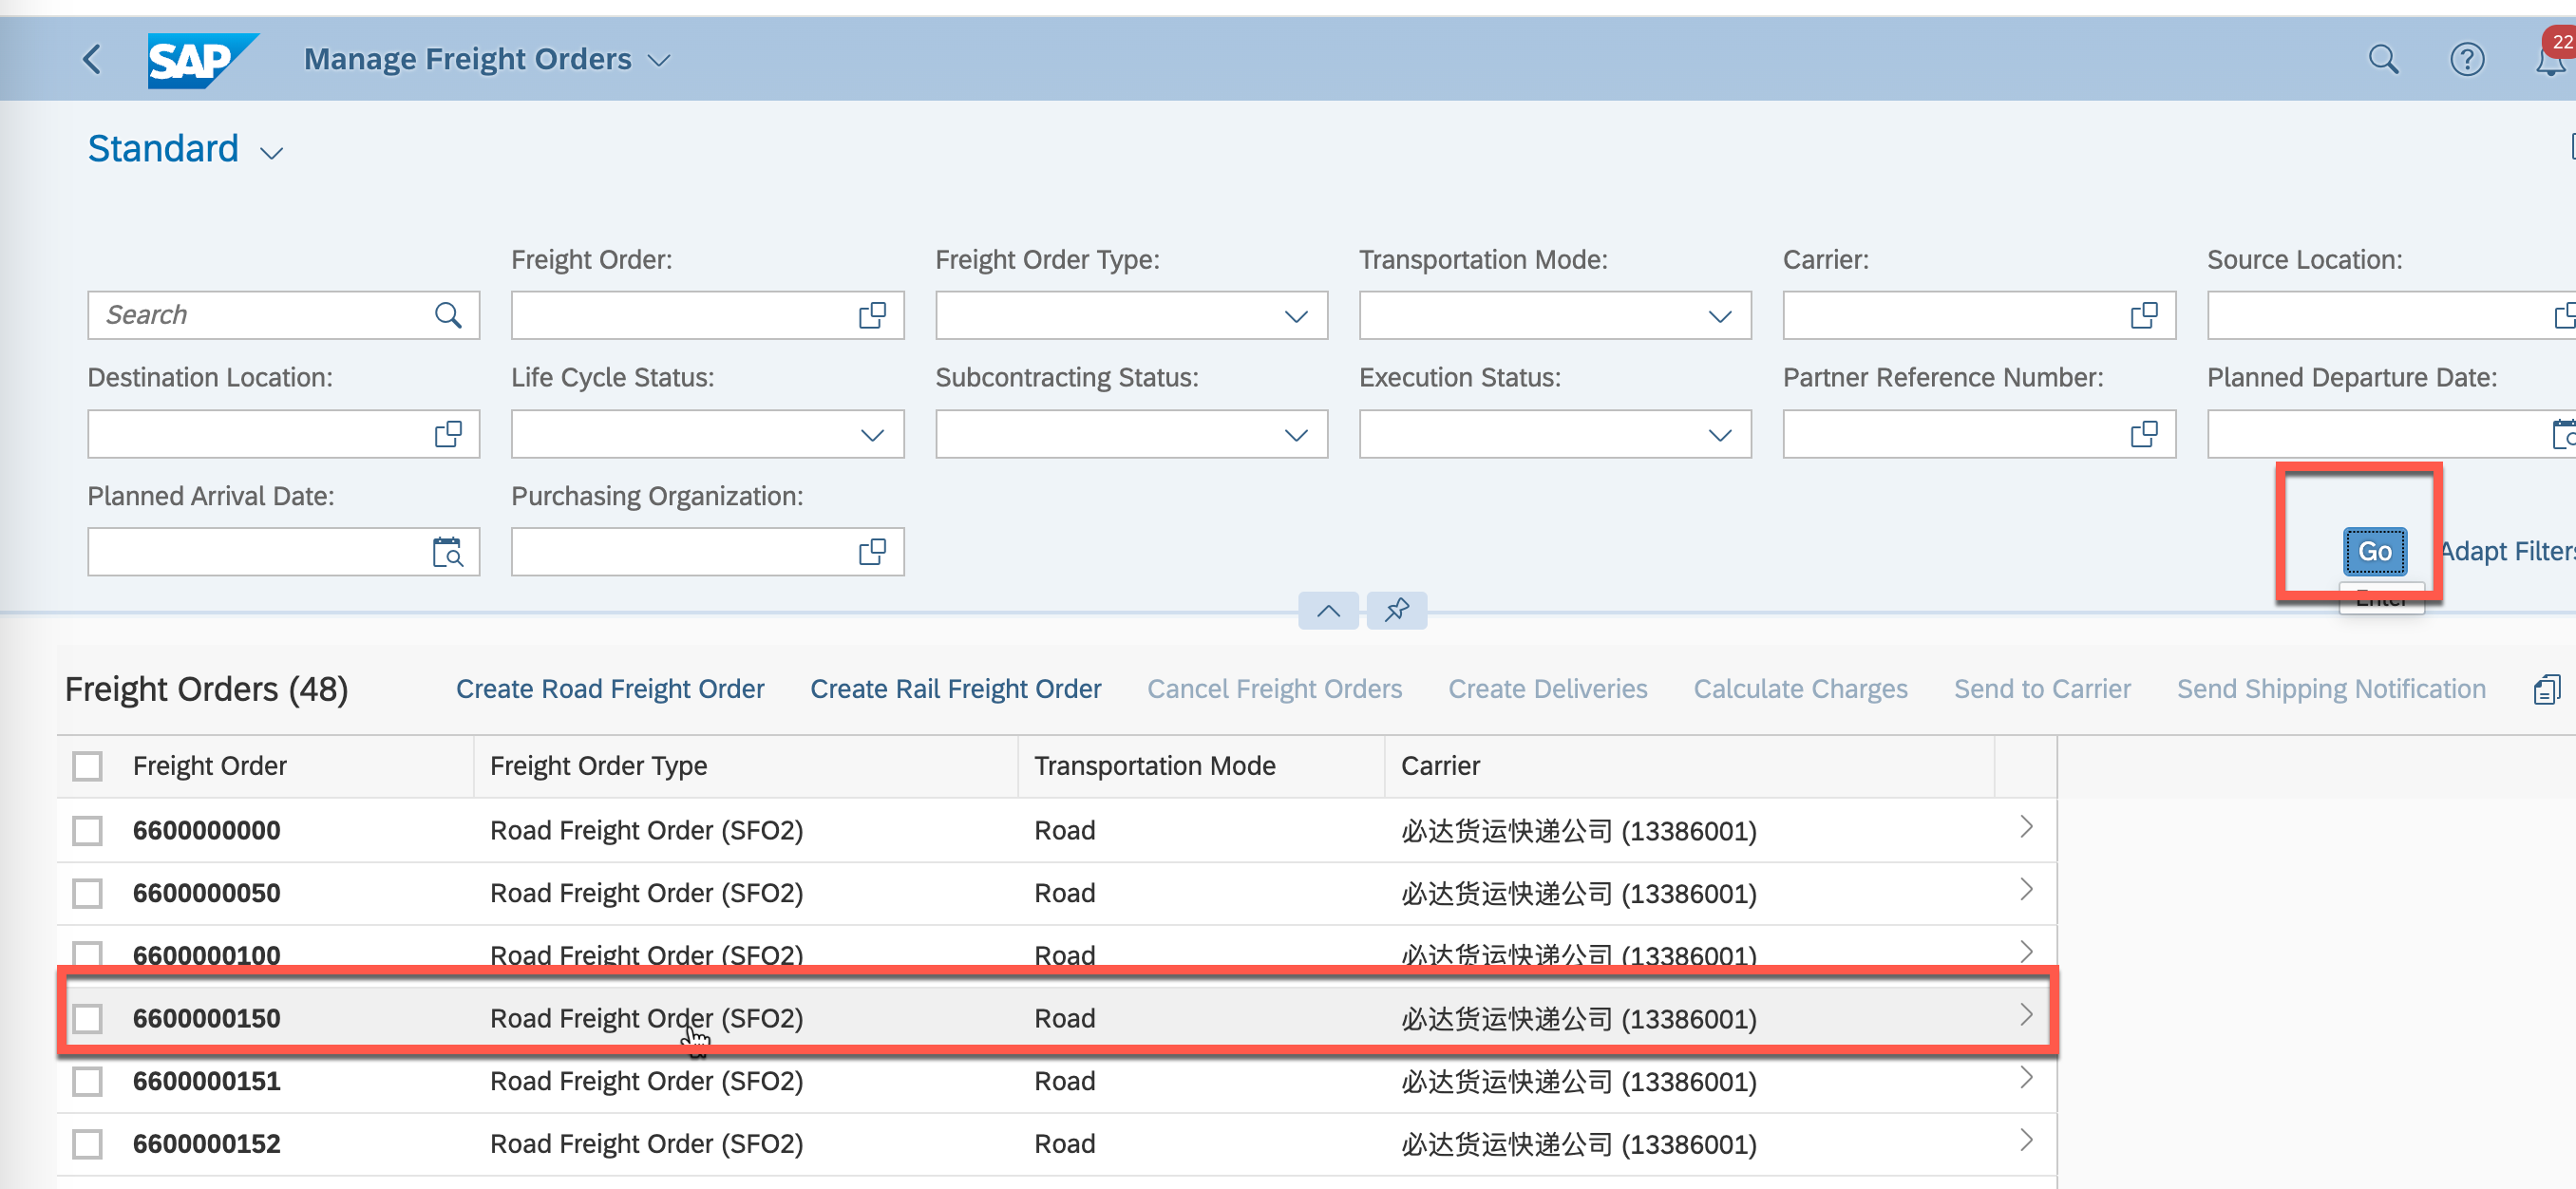 SAP Manage Freight Orders 22
Standard
Freight Order: Freight Order Type: Transportation Mode: Carrier: Source Location:
Search
Destination Location: Life Cycle Status: Subcontracting Status: Execution Status: Partner Reference Number: Planned Departure Date:
Planned Arrival Date: Purchasing Organization:
Go Adapt Filters
Enter
Freight Orders (48) Create Road Freight Order Create Rail Freight Order Cancel Freight Orders Create Deliveries Calculate Charges Send to Carrier Send Shipping Notification
Freight Order Freight Order Type Transportation Mode Carrier
6600000000 Road Freight Order (SFO2) Road 必达货运快递公司 (13386001)
6600000050 Road Freight Order (SFO2) Road 必达货运快递公司 (13386001)
6600000100 Road Freight Order (SFO2) Road 必达货运快递公司 (13386001)
6600000150 Road Freight Order (SFO2) Road 必达货运快递公司 (13386001)
6600000151 Road Freight Order (SFO2) Road 必达货运快递公司 (13386001)
6600000152 Road Freight Order (SFO2) Road 必达货运快递公司 (13386001)